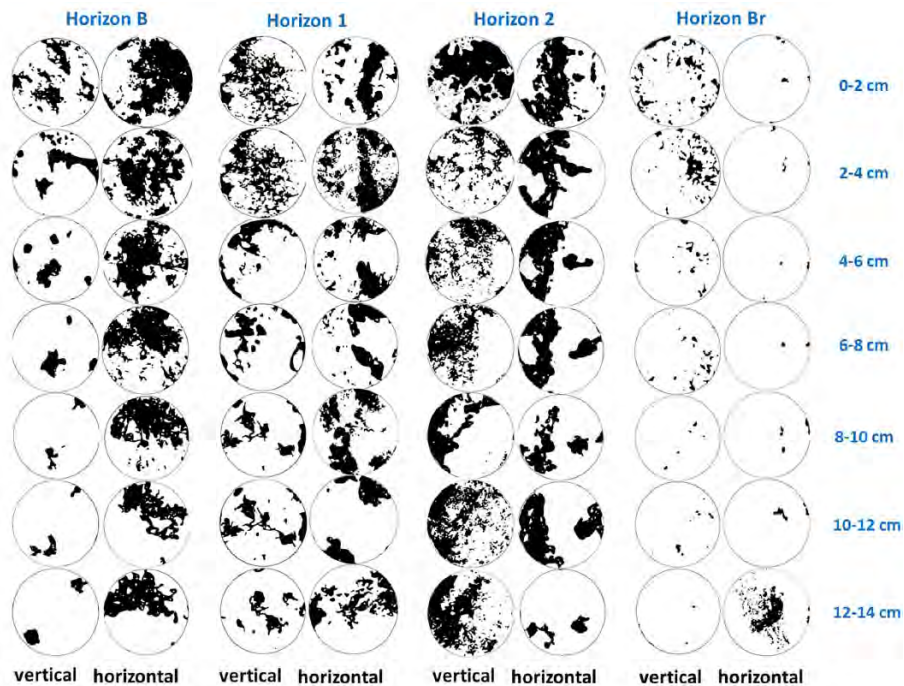 Horizon B Horizon 1 Horizon 2 Horizon Br
0-2 cm
2-4 cm
4-6 cm
6-8 cm
8-10 cm
10-12 cm
12-14 cm
vertical horizontal vertical horizontal vertical horizontal vertical horizontal